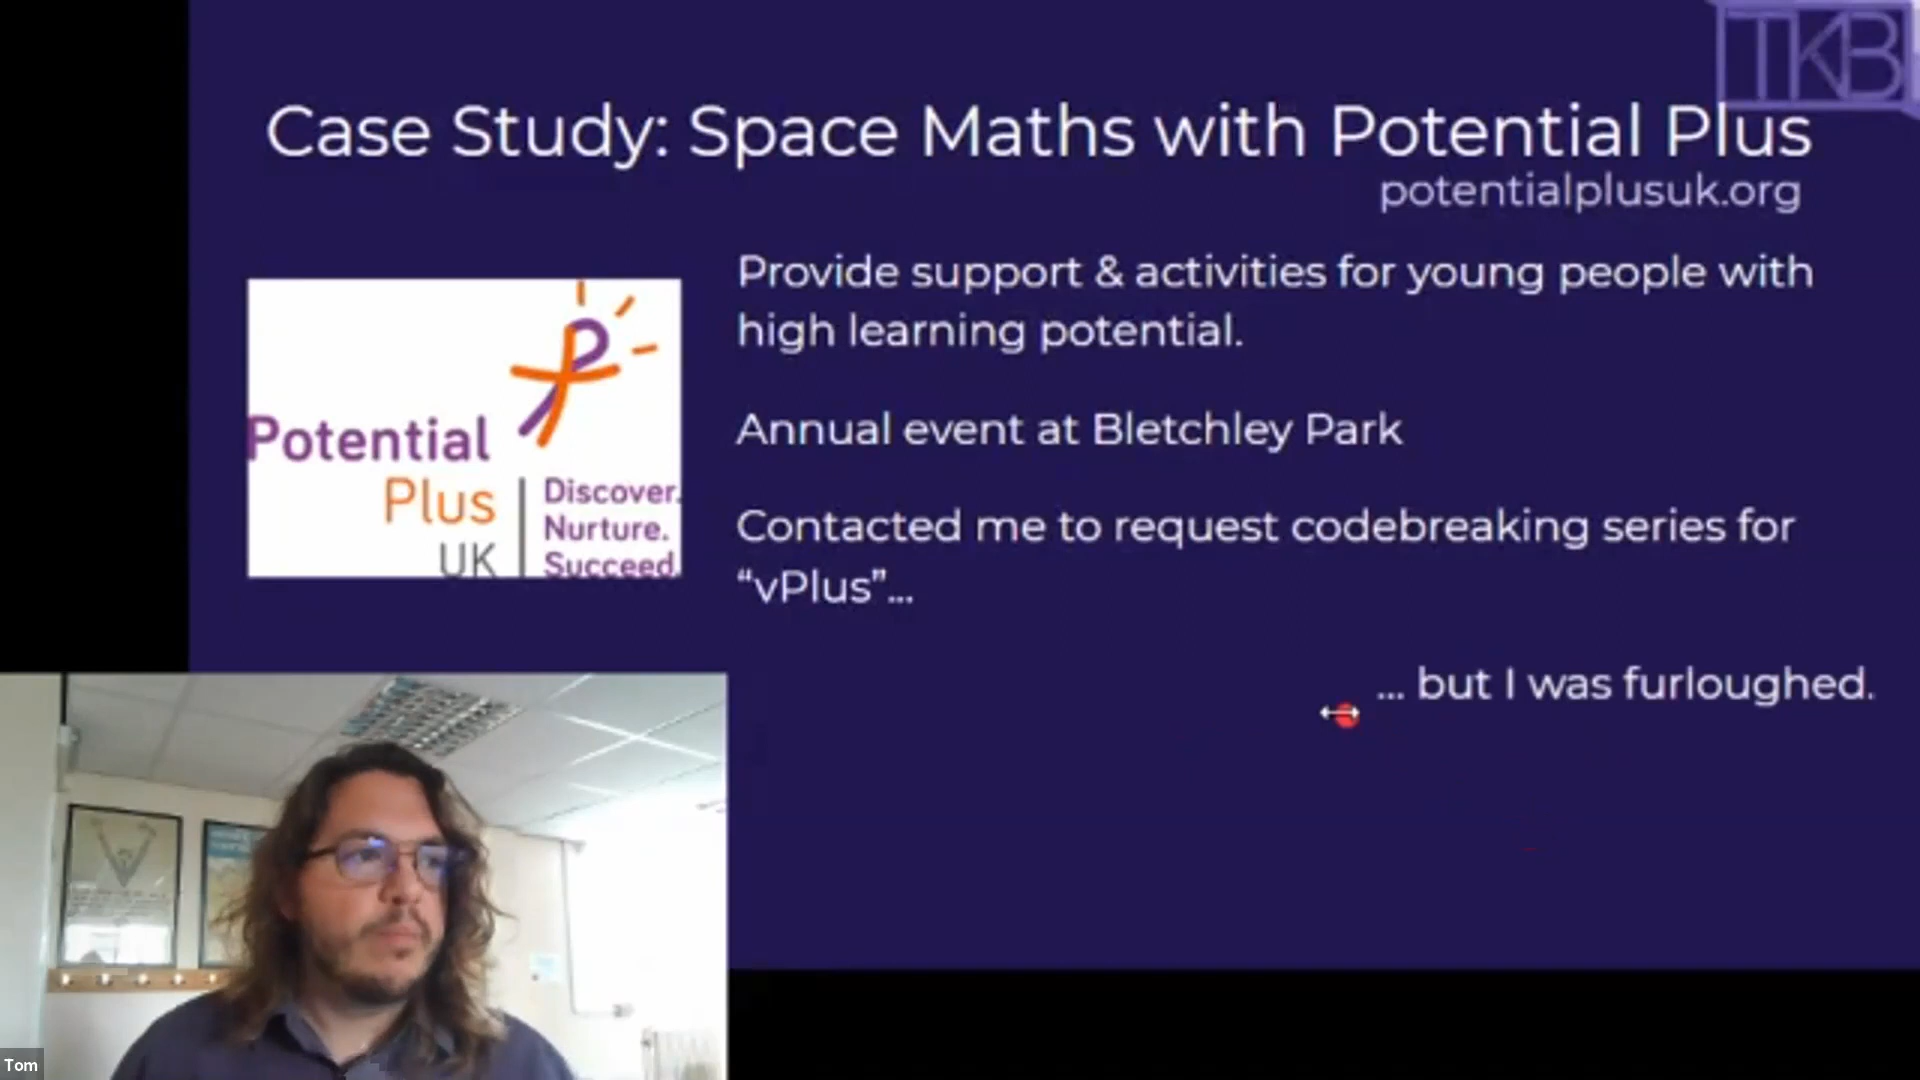 TKB
Case Study: Space Maths with Potential Plus
potentialplusuk.org
Provide support & activities for young people with
high learning potential.
Annual event at Bletchley Park
Contacted me to request codebreaking series for
“vPlus”...
... but I was furloughed.
Potential
Plus
UK
Discover.
Nurture.
Succeed.
Tom